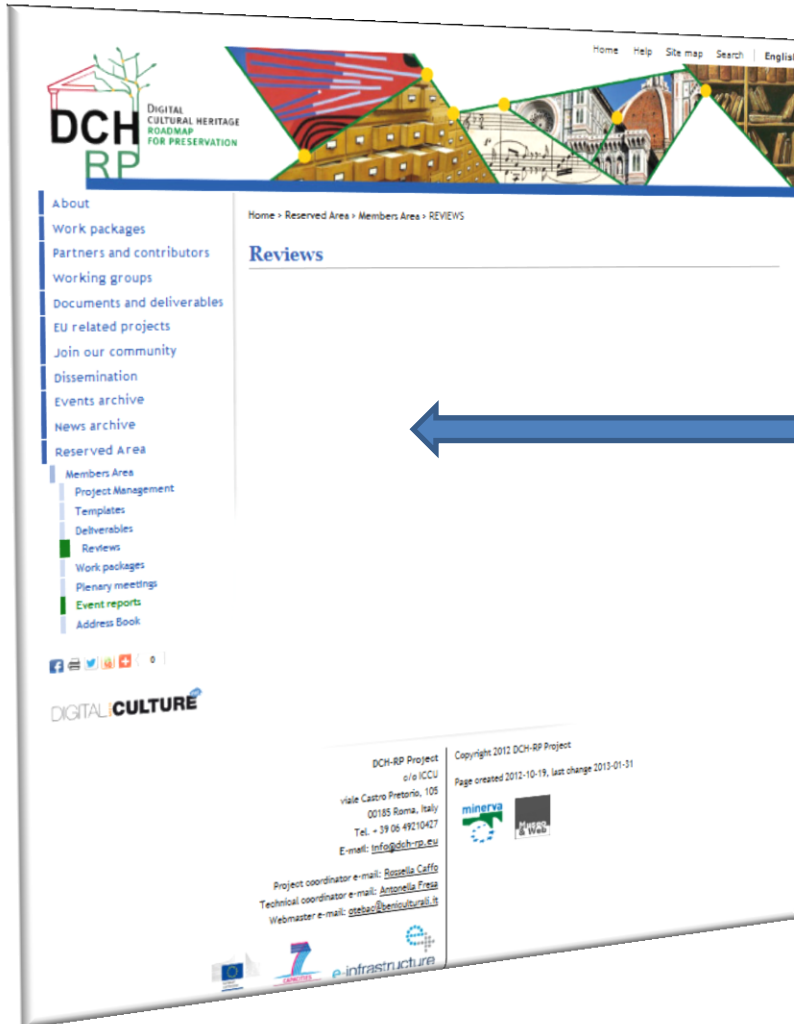 Home Help Site map Search English
DCH
RP
DIGITAL
CULTURAL HERITAGE
ROADMAP
FOR PRESERVATION
Home > Reserved Area > Members Area > REVIEWS
Reviews
About
Work packages
Partners and contributors
Working groups
Documents and deliverables
EU related projects
Join our community
Dissemination
Events archive
News archive
Reserved Area
Members Area
Project Management
Templates
Deliverables
Reviews
Work packages
Plenary meetings
Event reports
Address Book
0
DIGITALiCULTURE
DCH-RP Project
c/o ICCU
viale Castro Pretorio, 105
00185 Roma, Italy
Tel. + 39 06 49210427
E-mail: info@dch-rp.eu
Project coordinator e-mail: Rossella Caffo
Technical coordinator e-mail: Antonella Fresa
Webmaster e-mail: otebac@beniculturali.it
Copyright 2012 DCH-RP Project
Page created 2012-10-19, last change 2013-01-31
minerva
Museo
& Web
7
CAPACITIES
e-infrastructure